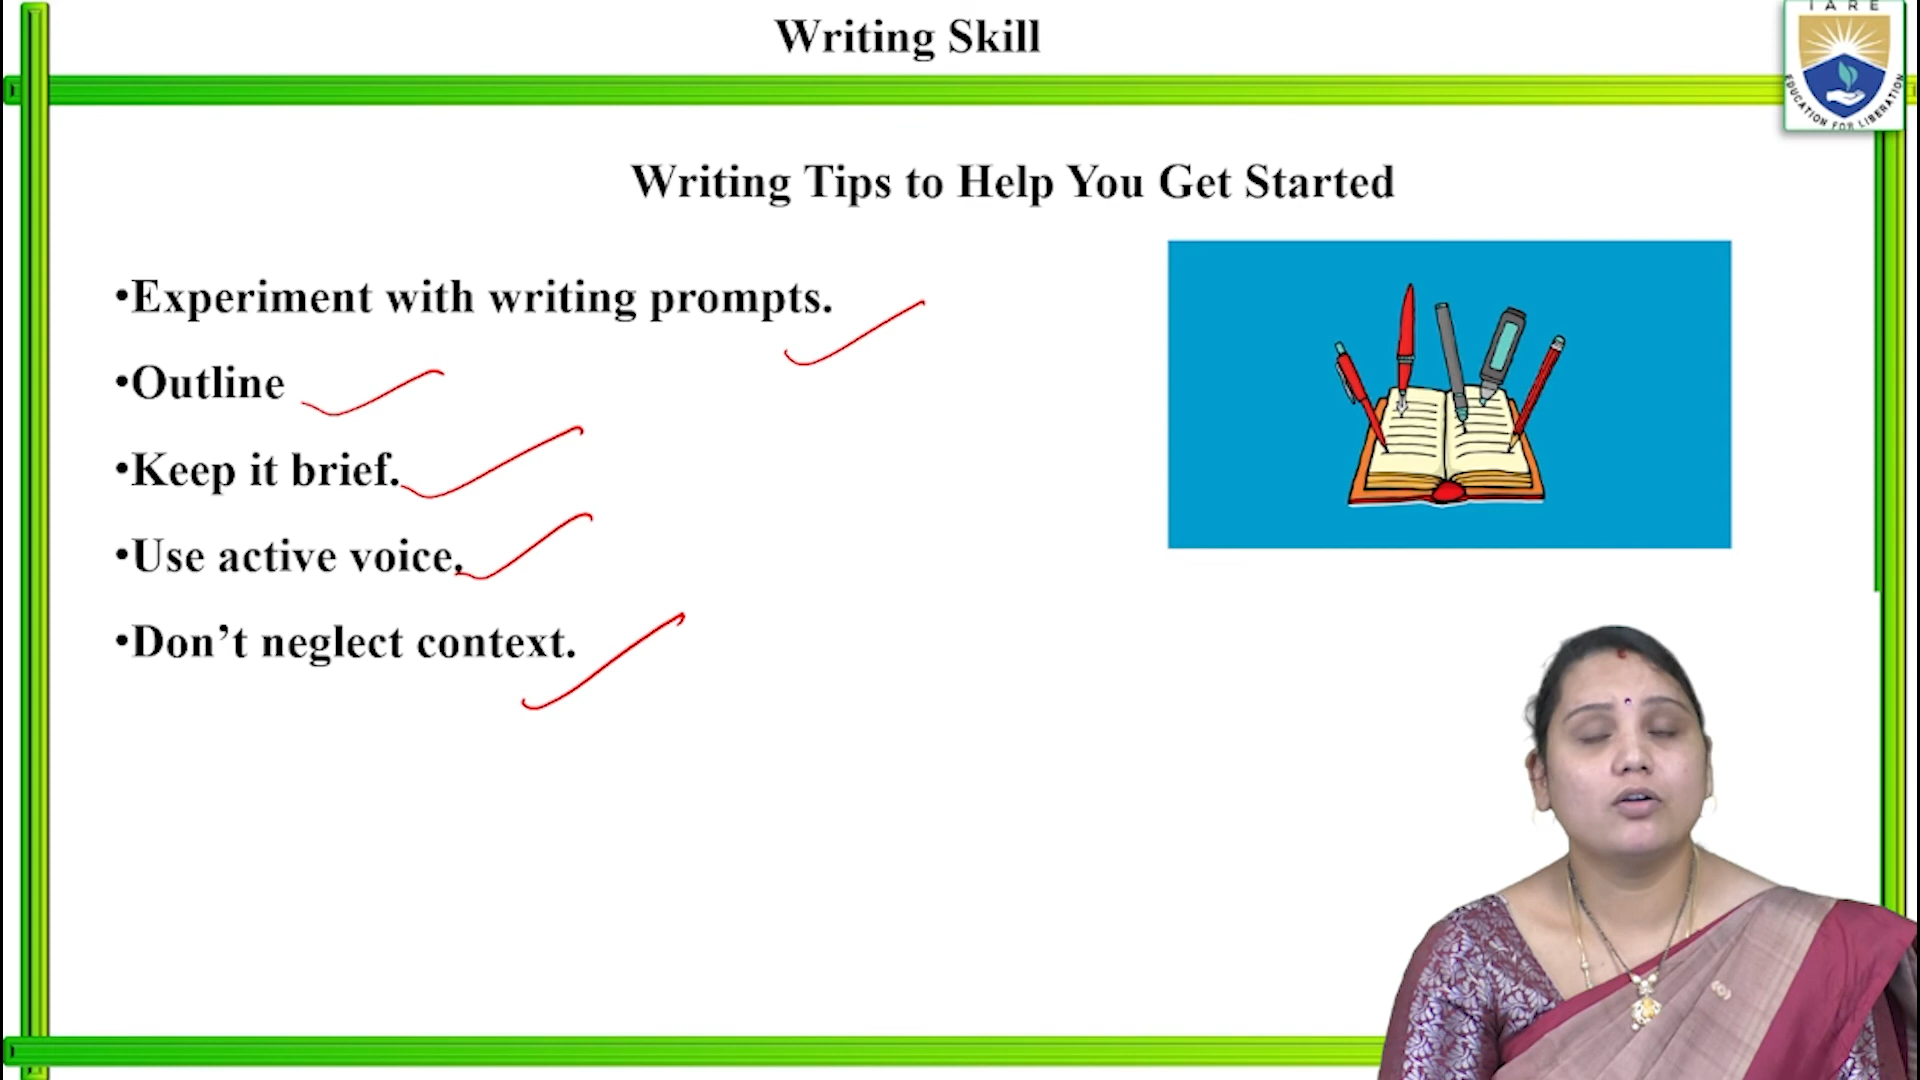 Writing Skill
IARE
EDUCATION FOR LIBERATION
Writing Tips to Help You Get Started
•Experiment with writing prompts.
•Outline
•Keep it brief.
•Use active voice.
•Don’t neglect context.